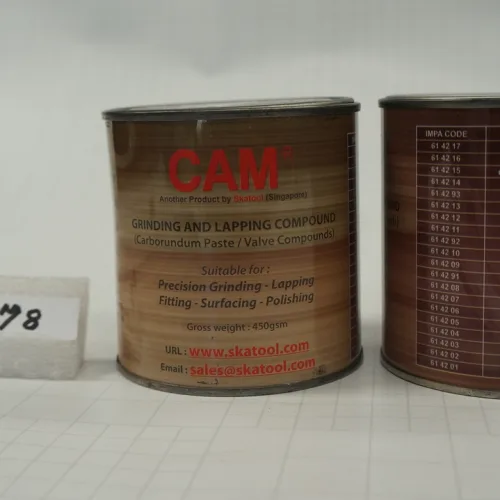 CAM
Another Product by Skatool (Singapore)
GRINDING AND LAPPING COMPOUND
(Carborundum Paste / Valve Compounds)
Suitable for :
Precision Grinding - Lapping
Fitting - Surfacing - Polishing
Gross weight : 450gsm
URL : www.skatool.com
Email : sales@skatool.com
IMPA CODE
61 42 17
61 42 16
61 42 15
61 42 14
61 42 93
61 42 13
61 42 12
61 42 11
61 42 92
61 42 10
61 42 09
61 42 91
61 42 08
61 42 07
61 42 06
61 42 05
61 42 04
61 42 03
61 42 02
61 42 01
78